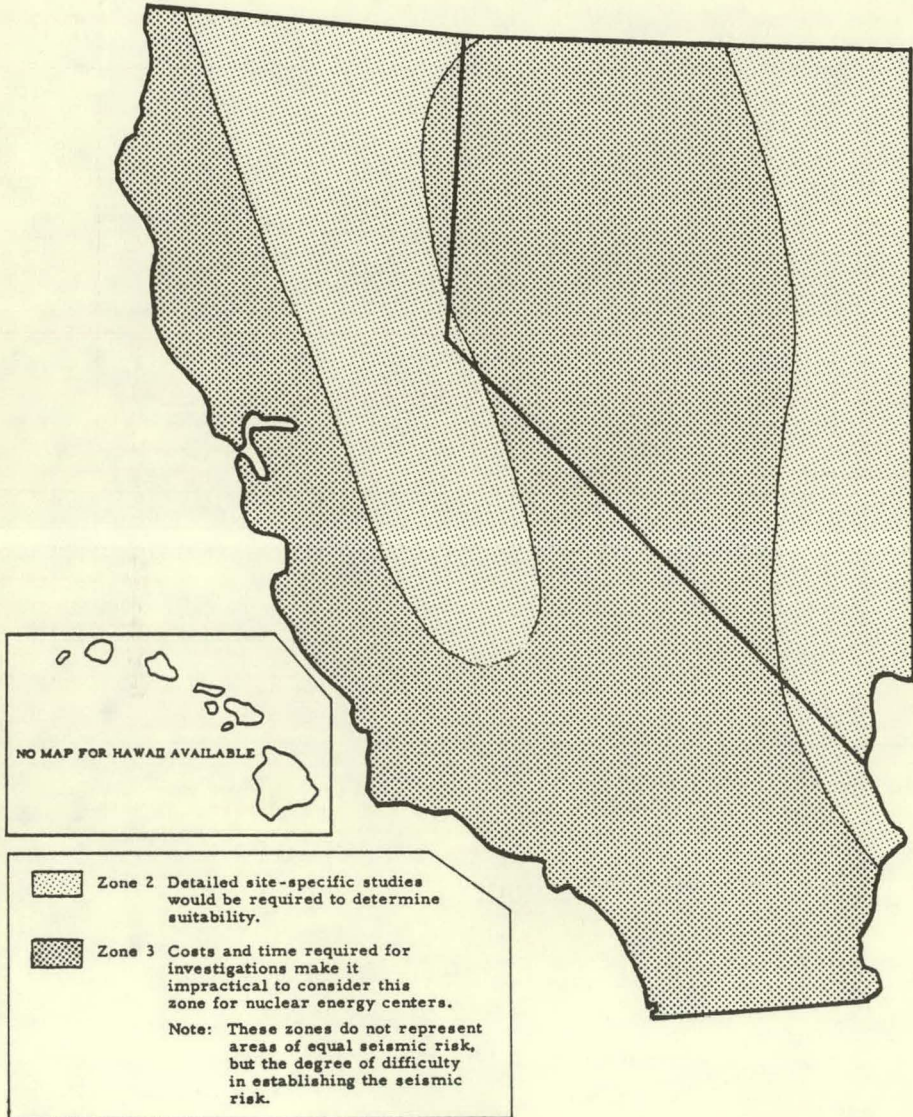 NO MAP FOR HAWAII AVAILABLE
Zone 2 Detailed site-specific studies
would be required to determine
suitability.
Zone 3 Costs and time required for
investigations make it
impractical to consider this
zone for nuclear energy centers.
Note: These zones do not represent
areas of equal seismic risk,
but the degree of difficulty
in establishing the seismic
risk.